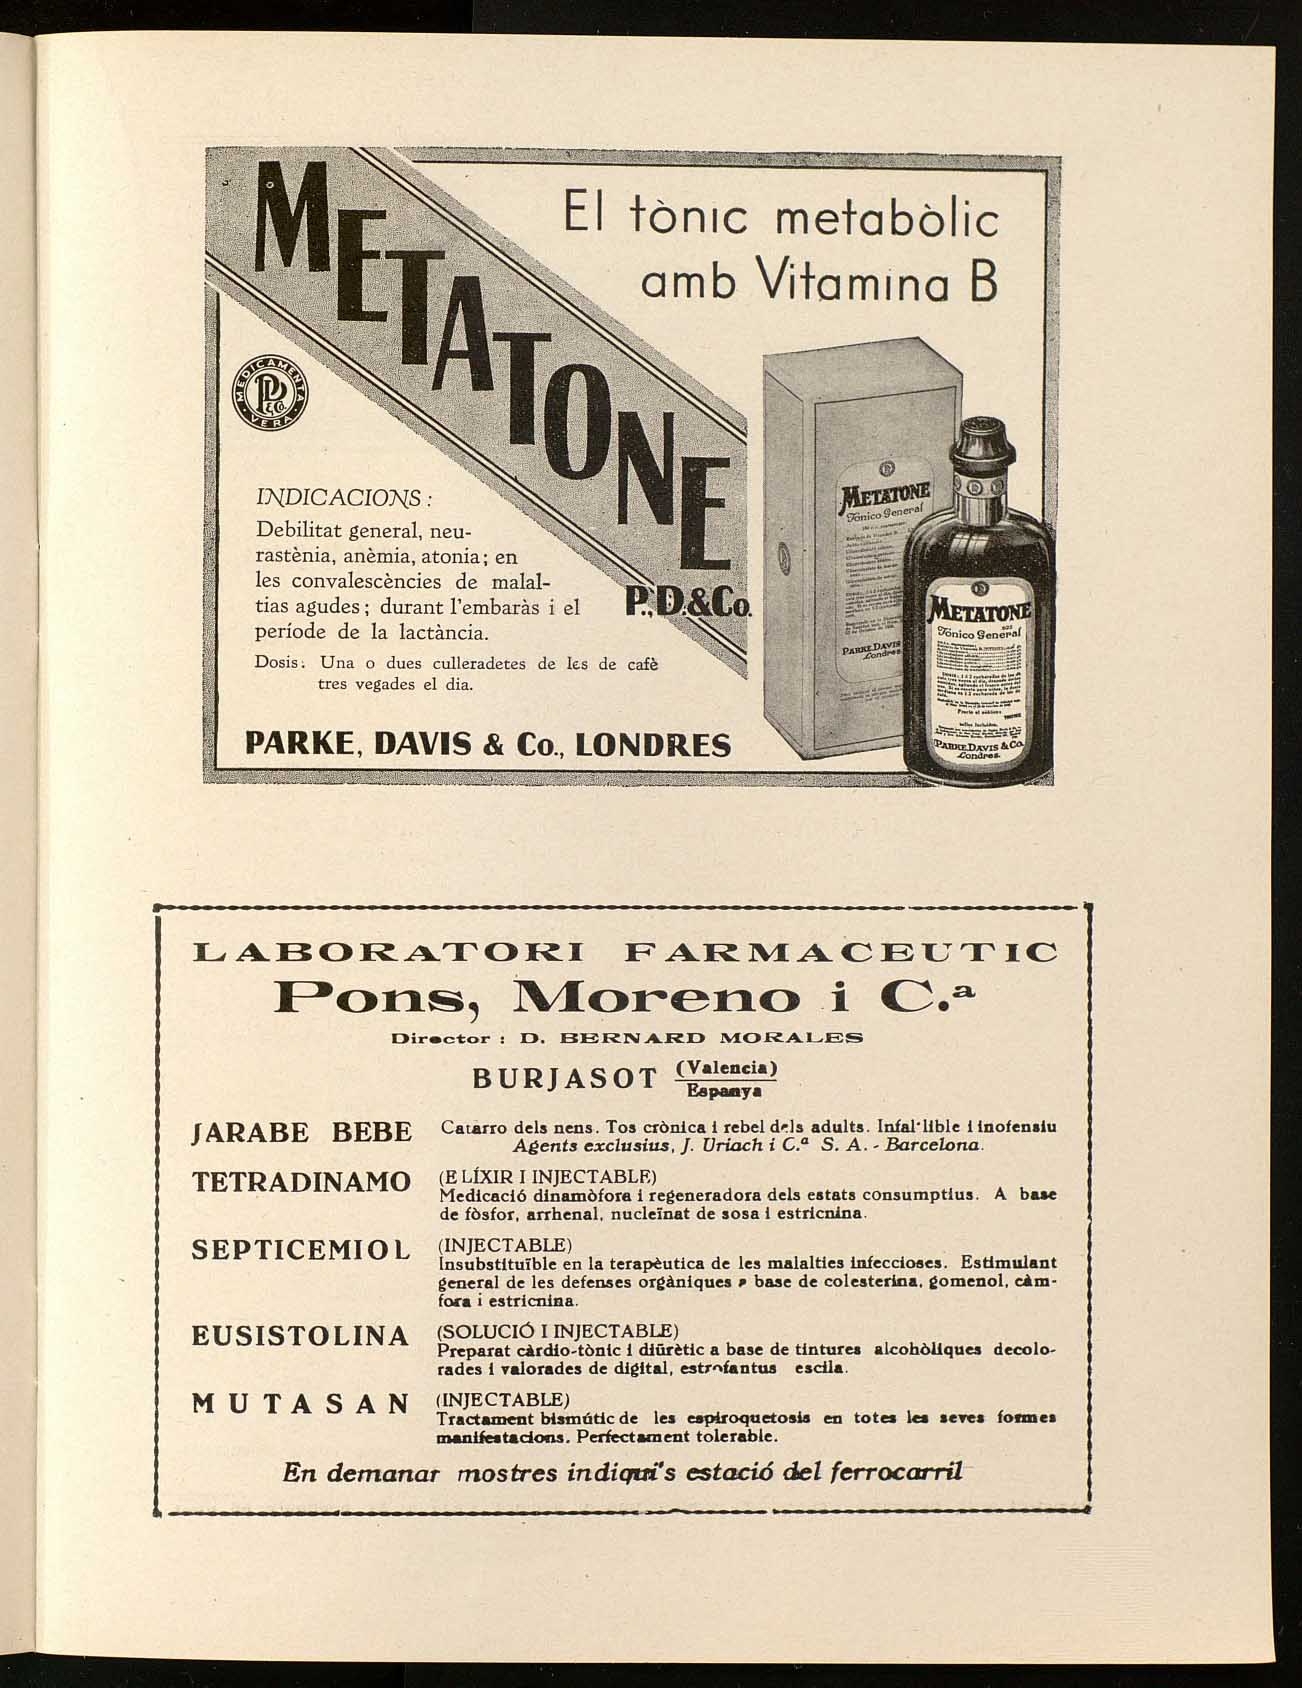 METATONE
P., D. & Co.
El tònic metabòlic
amb Vitamina B
MEDICAMENTA VERA
P D & Co
INDICACIONS :
Debilitat general, neu-
rastènia, anèmia, atonia; en
les convalescències de malal-
tias agudes; durant l'embaràs i el
període de la lactància.
Dosis: Una o dues culleradetes de les de cafè
tres vegades el dia.
PARKE, DAVIS & Co., LONDRES
METATONE
Tónico General
PARKE, DAVIS
Londres
METATONE
Tónico General
PARKE, DAVIS & Co.
Londres.
LABORATORI FARMACEUTIC
Pons, Moreno i C.ª
Director : D. BERNARD MORALES
BURJASOT (Valencia)
Espanya
JARABE BEBE
Catarro dels nens. Tos crònica i rebel dels adults. Infal·lible i inofensiu
Agents exclusius, J. Uriach i C.ª S. A. - Barcelona.
TETRADINAMO
(ELÍXIR I INJECTABLE)
Medicació dinamòfora i regeneradora dels estats consumptius. A base
de fòsfor, arrhenal, nucleïnat de sosa i estricnina.
SEPTICEMIOL
(INJECTABLE)
Insubstituïble en la terapèutica de les malalties infeccioses. Estimulant
general de les defenses orgàniques a base de colesterina, gomenol, càm-
fora i estricnina.
EUSISTOLINA
(SOLUCIÓ I INJECTABLE)
Preparat càrdio-tònic i diürètic a base de tintures alcohòliques decolo-
rades i valorades de digital, estrofantus escila.
MUTASAN
(INJECTABLE)
Tractament bismútic de les espiroquetosis en totes les seves formes
manifestacions. Perfectament tolerable.
En demanar mostres indiqui's estació del ferrocarril